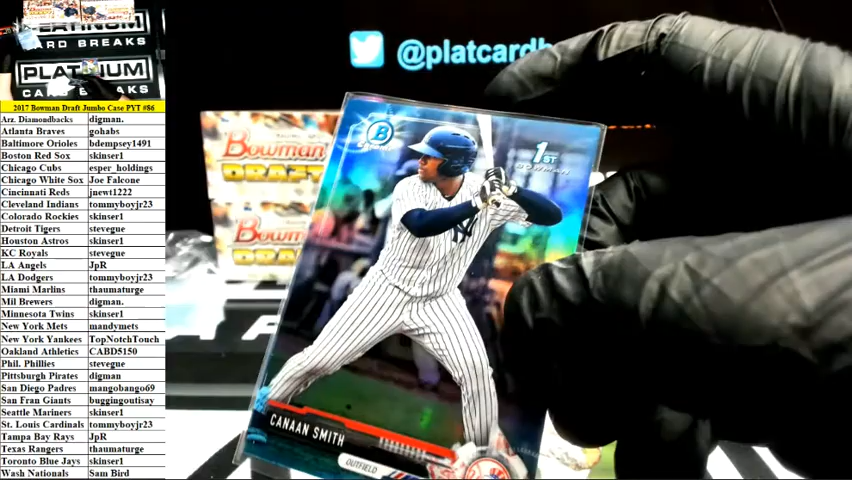 PLATINUM
CARD BREAKS
PLATINUM
2017 Bowman Draft Jumbo Case PYT #86
Arz. Diamondbacks digman.
Atlanta Braves gohabs
Baltimore Orioles bdempsey1491
Boston Red Sox skinser1
Chicago Cubs esper_holdings
Chicago White Sox Joe Falcone
Cincinnati Reds jnewt1222
Cleveland Indians tommyboyjr23
Colorado Rockies skinser1
Detroit Tigers stevegue
Houston Astros skinser1
KC Royals stevegue
LA Angels JpR
LA Dodgers tommyboyjr23
Miami Marlins thaumaturge
Mil Brewers digman.
Minnesota Twins skinser1
New York Mets mandymets
New York Yankees TopNotchTouch
Oakland Athletics CABD5150
Phil. Phillies stevegue
Pittsburgh Pirates digman
San Diego Padres mangobango69
San Fran Giants buggingoutisay
Seattle Mariners skinser1
St. Louis Cardinals tommyboyjr23
Tampa Bay Rays JpR
Texas Rangers thaumaturge
Toronto Blue Jays skinser1
Wash Nationals Sam Bird
@platcardb
Bowman
DRAFT
Bowman
B
Chrome
1ST
BOWMAN
NY
CANAAN SMITH
OUTFIELD